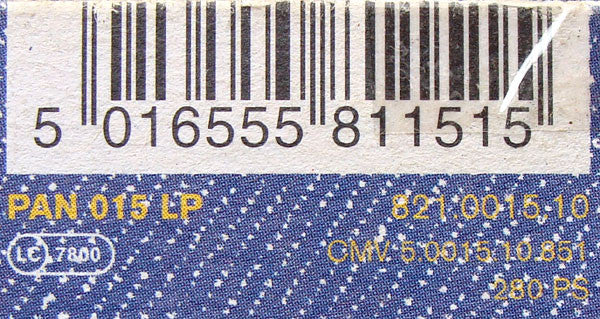 5 016555 811515
PAN 015 LP
821.0015.10
LC 7800
CMV 5.0015.10.851
280 PS